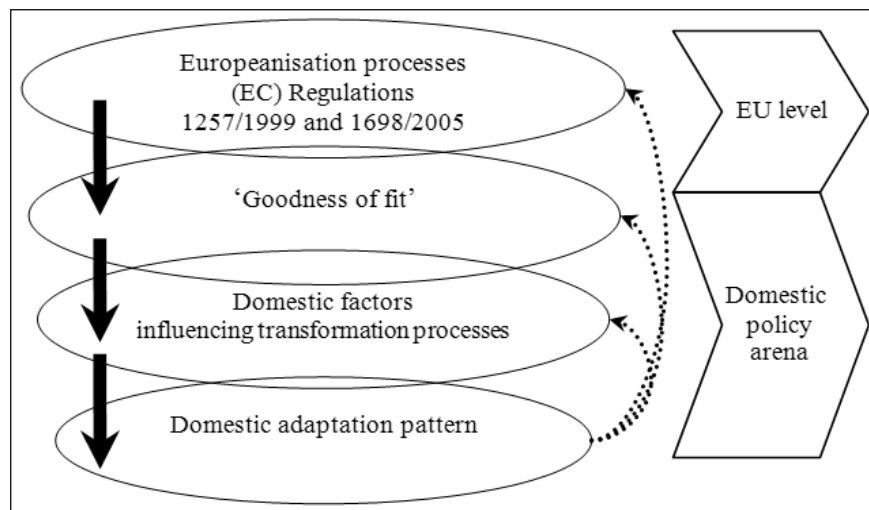 Europeanisation processes
(EC) Regulations
1257/1999 and 1698/2005
EU level
‘Goodness of fit’
Domestic factors
influencing transformation processes
Domestic
policy
arena
Domestic adaptation pattern